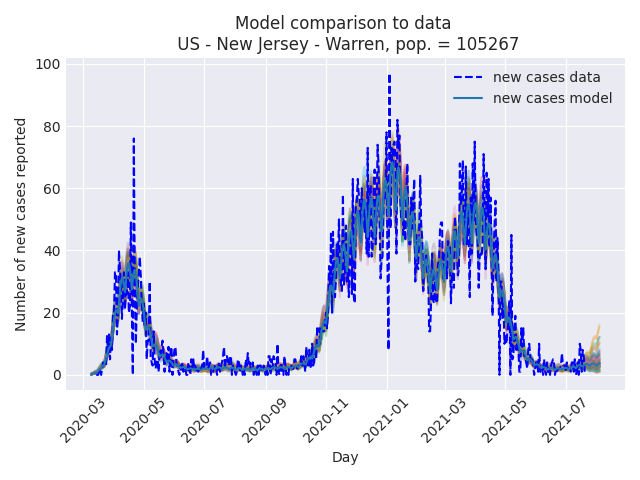 Model comparison to data
US - New Jersey - Warren, pop. = 105267
new cases data
new cases model
Number of new cases reported
100
80
60
40
20
0
2020-03
2020-05
2020-07
2020-09
2020-11
2021-01
2021-03
2021-05
2021-07
Day